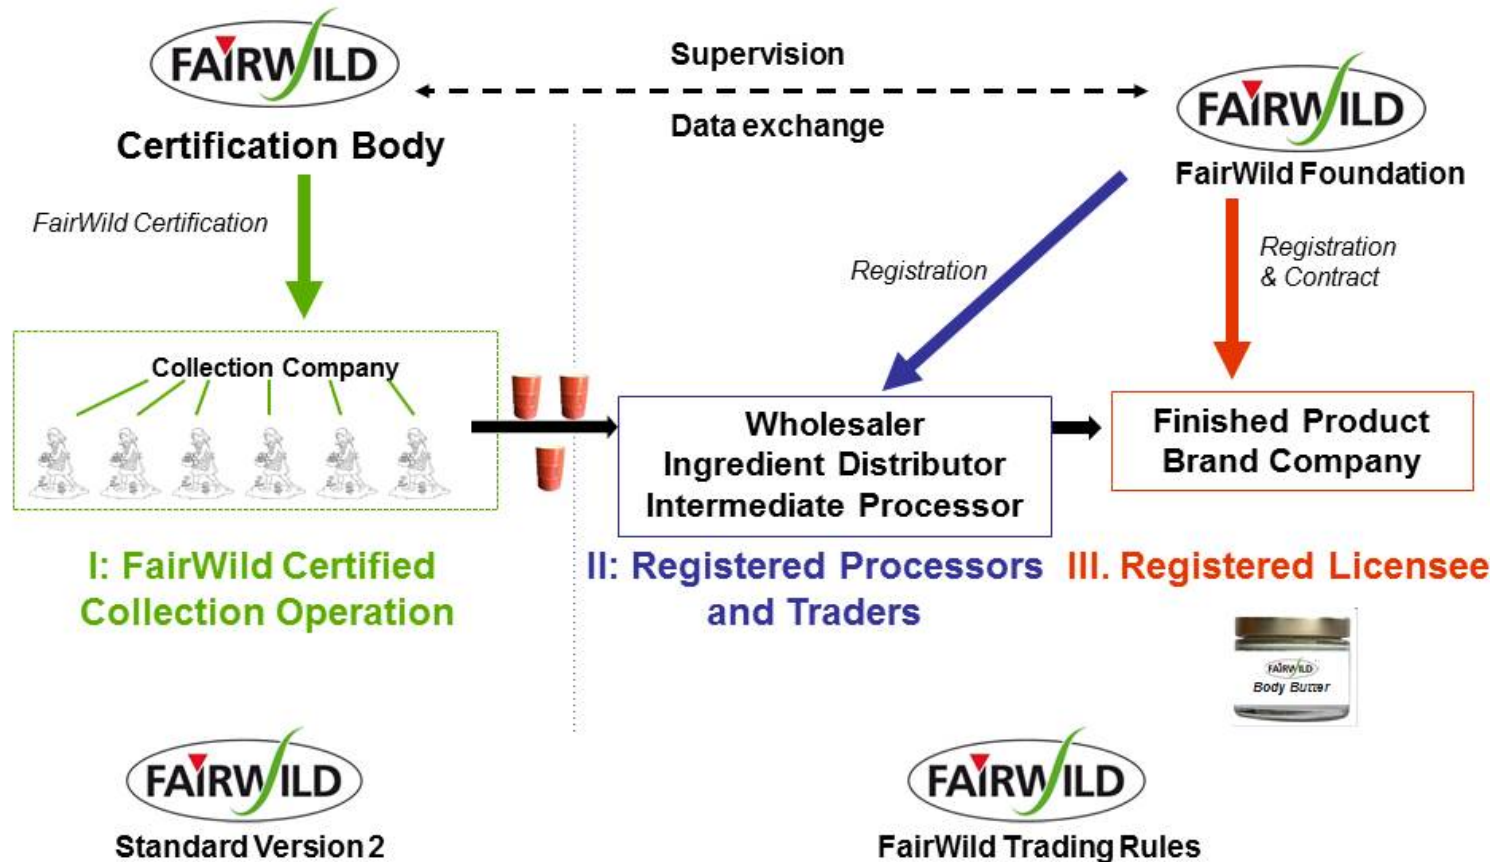 FAIRWILD
Supervision
FAIRWILD
Data exchange
Certification Body
FairWild Foundation
FairWild Certification
Registration
Registration
& Contract
Collection Company
Wholesaler
Ingredient Distributor
Intermediate Processor
Finished Product
Brand Company
I: FairWild Certified
Collection Operation
II: Registered Processors
and Traders
III. Registered Licensee
FAIRWILD
Body Butter
FAIRWILD
Standard Version 2
FAIRWILD
FairWild Trading Rules